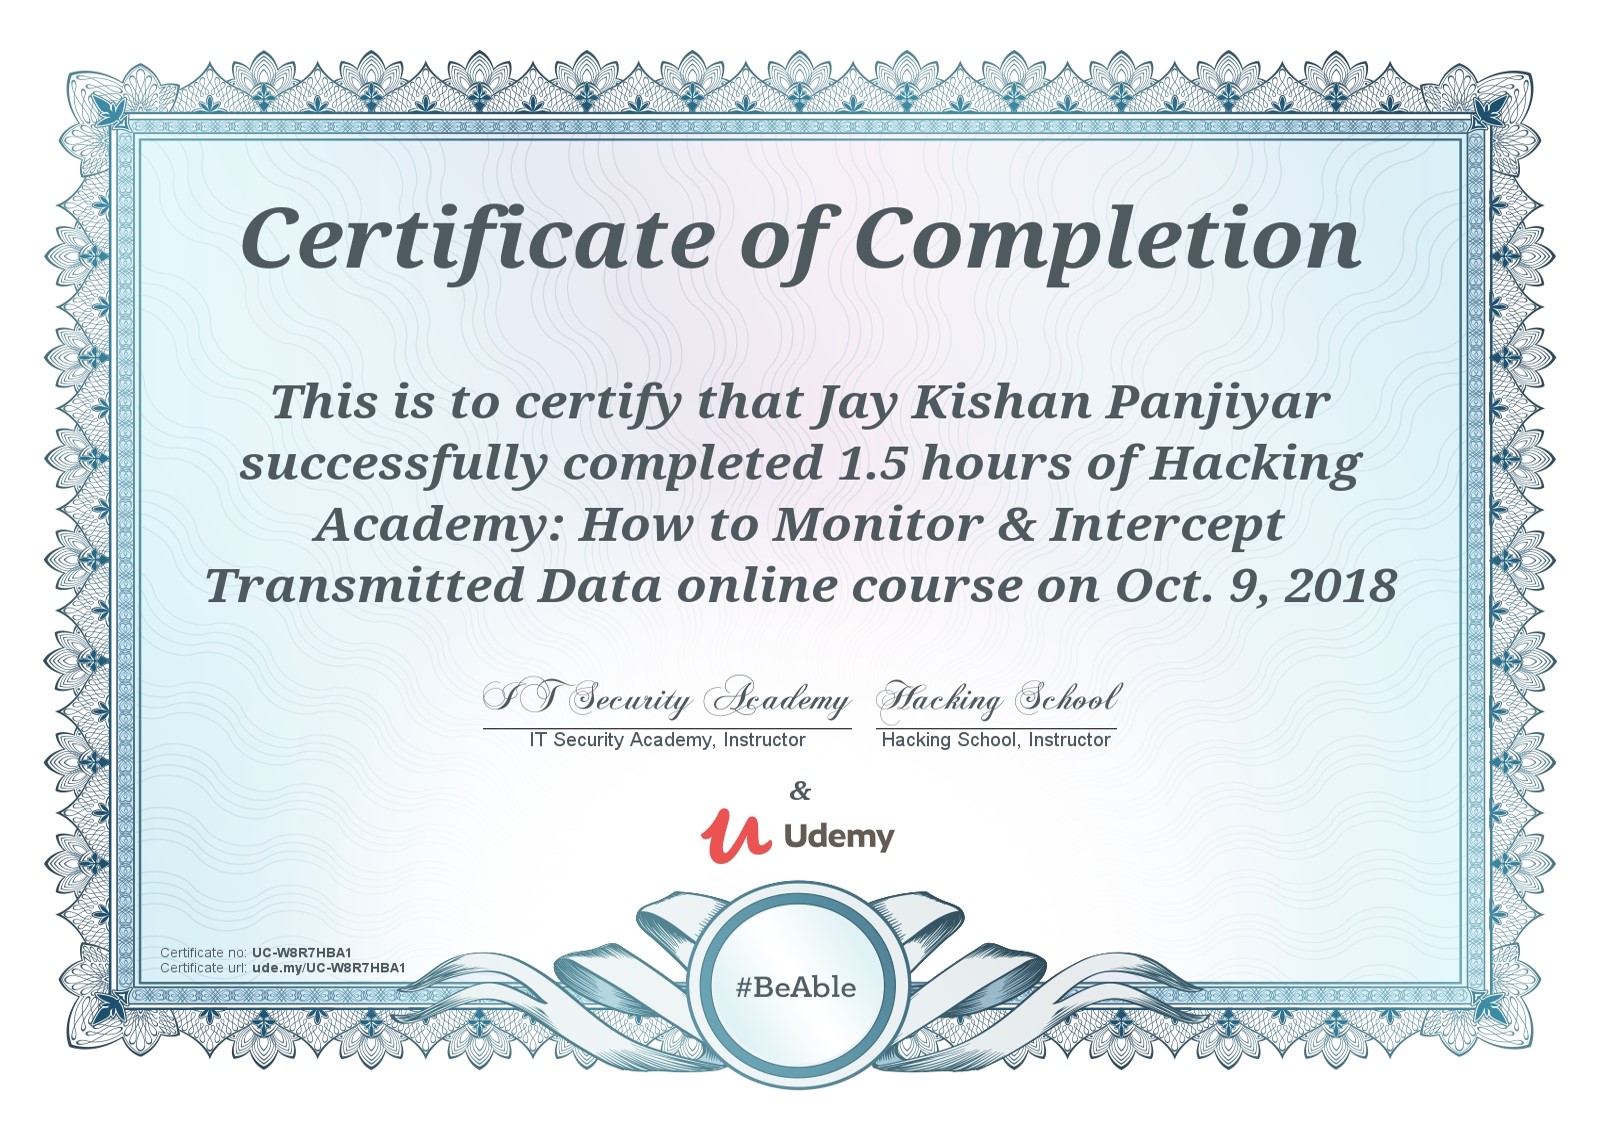 Certificate of Completion
This is to certify that Jay Kishan Panjiyar
successfully completed 1.5 hours of Hacking
Academy: How to Monitor & Intercept
Transmitted Data online course on Oct. 9, 2018
IT Security Academy Hacking School
IT Security Academy, Instructor Hacking School, Instructor
&
Udemy
Certificate no: UC-W8R7HBA1
Certificate url: ude.my/UC-W8R7HBA1
#BeAble